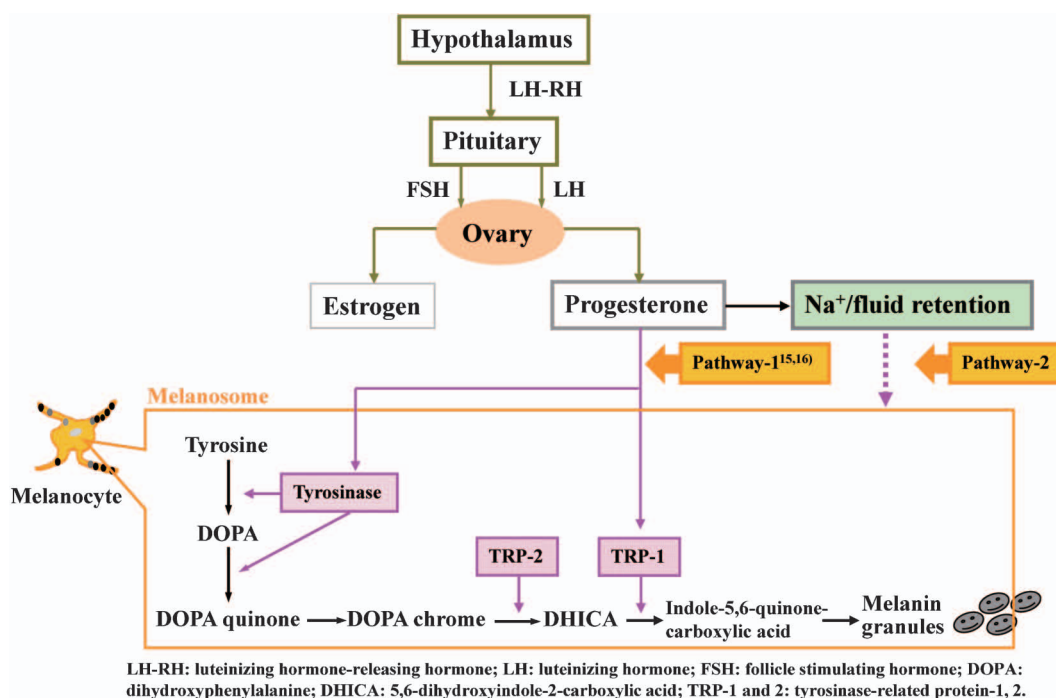 Hypothalamus
LH-RH
Pituitary
FSH
LH
Ovary
Estrogen
Progesterone
Na⁺/fluid retention
Pathway-1¹⁵,¹⁶⁾
Pathway-2
Melanosome
Melanocyte
Tyrosine
Tyrosinase
DOPA
TRP-2
TRP-1
DOPA quinone
DOPA chrome
DHICA
Indole-5,6-quinone-
carboxylic acid
Melanin
granules
LH-RH: luteinizing hormone-releasing hormone; LH: luteinizing hormone; FSH: follicle stimulating hormone; DOPA:
dihydroxyphenylalanine; DHICA: 5,6-dihydroxyindole-2-carboxylic acid; TRP-1 and 2: tyrosinase-related protein-1, 2.